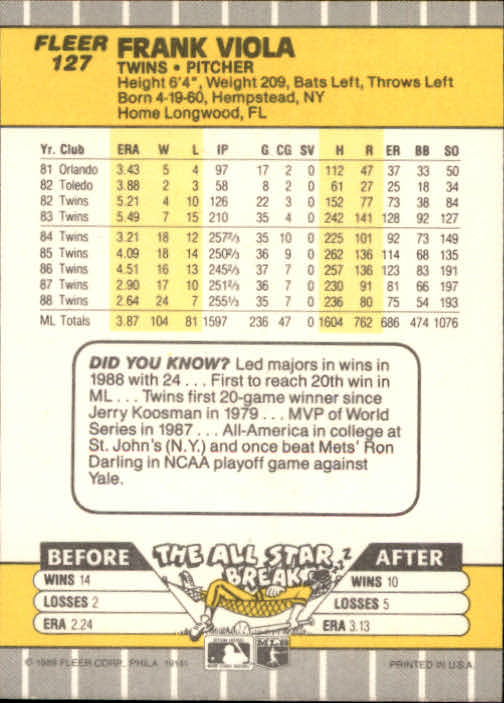 FLEER
127
FRANK VIOLA
TWINS • PITCHER
Height 6'4", Weight 209, Bats Left, Throws Left
Born 4-19-60, Hempstead, NY
Home Longwood, FL
Yr. Club ERA W L IP G CG SV H R ER BB SO
81 Orlando 3.43 5 4 97 17 2 0 112 47 37 33 50
82 Toledo 3.88 2 3 58 8 2 0 61 27 25 18 34
82 Twins 5.21 4 10 126 22 3 0 152 77 73 38 84
83 Twins 5.49 7 15 210 35 4 0 242 141 128 92 127
84 Twins 3.21 18 12 257⅔ 35 10 0 225 101 92 73 149
85 Twins 4.09 18 14 250⅔ 36 9 0 262 136 114 68 135
86 Twins 4.51 16 13 245⅔ 37 7 0 257 136 123 83 191
87 Twins 2.90 17 10 251⅔ 36 7 0 230 91 81 66 197
88 Twins 2.64 24 7 255⅓ 35 7 0 236 80 75 54 193
ML Totals 3.87 104 81 1597 236 47 0 1604 762 686 474 1076
DID YOU KNOW? Led majors in wins in
1988 with 24 . . . First to reach 20th win in
ML . . . Twins first 20-game winner since
Jerry Koosman in 1979 . . . MVP of World
Series in 1987 . . . All-America in college at
St. John's (N.Y.) and once beat Mets' Ron
Darling in NCAA playoff game against
Yale.
BEFORE THE ALL STAR BREAK Z AFTER
WINS 14 WINS 10
LOSSES 2 LOSSES 5
ERA 2.24 ERA 3.13
© 1989 FLEER CORP., PHILA. 19141 MLB PRINTED IN U.S.A.